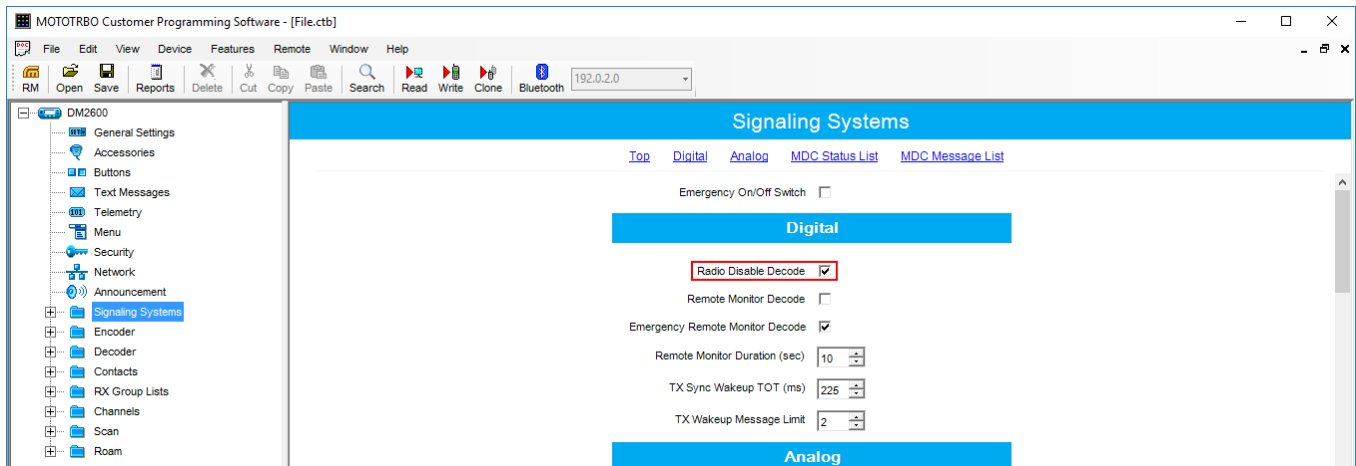 MOTOTRBO Customer Programming Software - [File.ctb]
File Edit View Device Features Remote Window Help
RM Open Save Reports Delete Cut Copy Paste Search Read Write Clone Bluetooth 192.0.2.0
DM2600
General Settings
Accessories
Buttons
Text Messages
Telemetry
Menu
Security
Network
Announcement
Signaling Systems
Encoder
Decoder
Contacts
RX Group Lists
Channels
Scan
Roam
Signaling Systems
Top Digital Analog MDC Status List MDC Message List
Emergency On/Off Switch
Digital
Radio Disable Decode
Remote Monitor Decode
Emergency Remote Monitor Decode
Remote Monitor Duration (sec) 10
TX Sync Wakeup TOT (ms) 225
TX Wakeup Message Limit 2
Analog